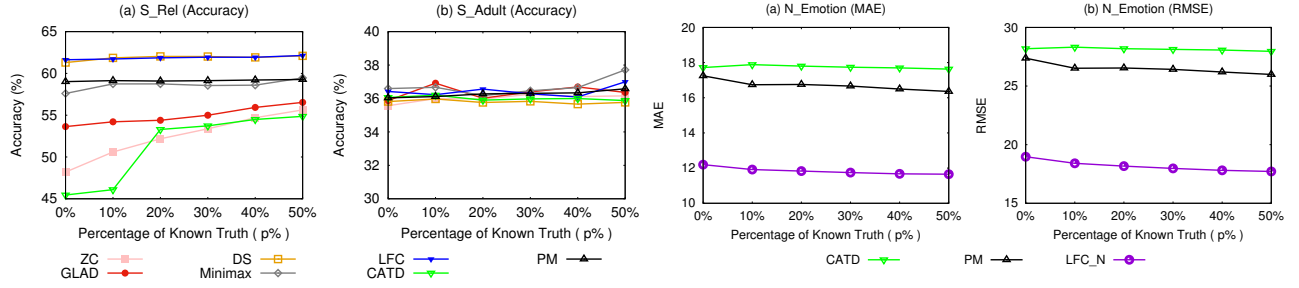 (a) S_Rel (Accuracy)
Accuracy (%)
65
60
55
50
45
0% 10% 20% 30% 40% 50%
Percentage of Known Truth ( p% )
(b) S_Adult (Accuracy)
Accuracy (%)
40
38
36
34
32
30
0% 10% 20% 30% 40% 50%
Percentage of Known Truth ( p% )
ZC DS LFC PM
GLAD Minimax CATD
(a) N_Emotion (MAE)
MAE
20
18
16
14
12
10
0% 10% 20% 30% 40% 50%
Percentage of Known Truth ( p% )
(b) N_Emotion (RMSE)
RMSE
30
25
20
15
0% 10% 20% 30% 40% 50%
Percentage of Known Truth ( p% )
CATD PM LFC_N